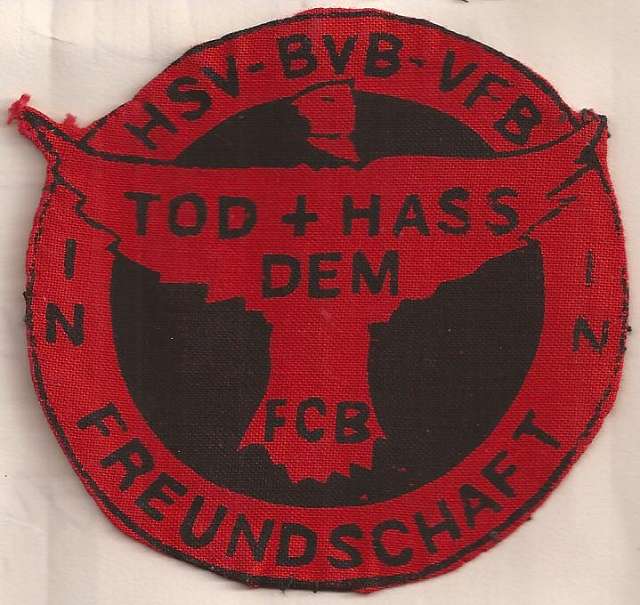 HSV-BVB-VFB
TOD + HASS
DEM
FCB
IN
IN
FREUNDSCHAFT